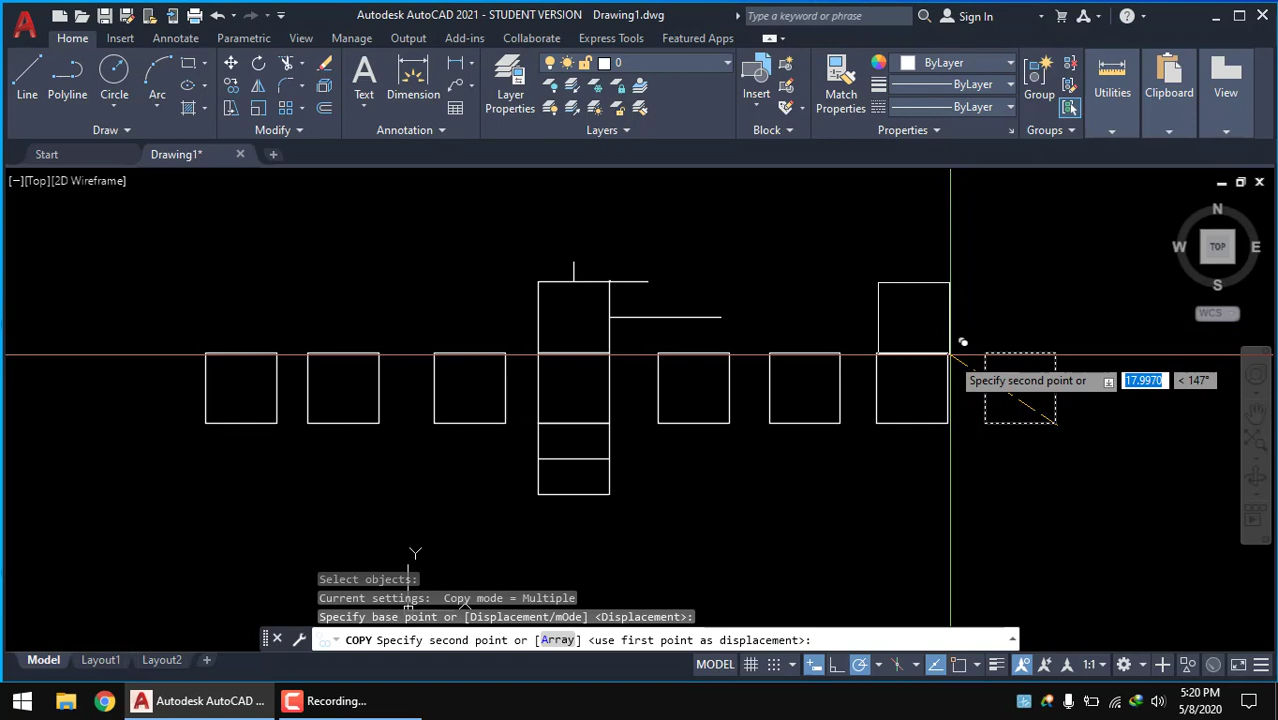 Autodesk AutoCAD 2021 - STUDENT VERSION Drawing1.dwg
Type a keyword or phrase
Sign In
Home Insert Annotate Parametric View Manage Output Add-ins Collaborate Express Tools Featured Apps
0
ByLayer
ByLayer
ByLayer
Line Polyline Circle Arc
Text Dimension
Layer
Properties
Insert
Match
Properties
Group
Utilities Clipboard View
Draw Modify Annotation Layers Block Properties Groups
Start Drawing1*
[−][Top][2D Wireframe]
N
W TOP E
S
WCS
Specify second point or 17.9970 < 147°
Y
Select objects:
Current settings: Copy mode = Multiple
Specify base point or [Displacement/mOde] <Displacement>:
COPY Specify second point or [Array] <use first point as displacement>:
Model Layout1 Layout2
MODEL 1:1
Autodesk AutoCAD ...
Recording...
5:20 PM
5/8/2020